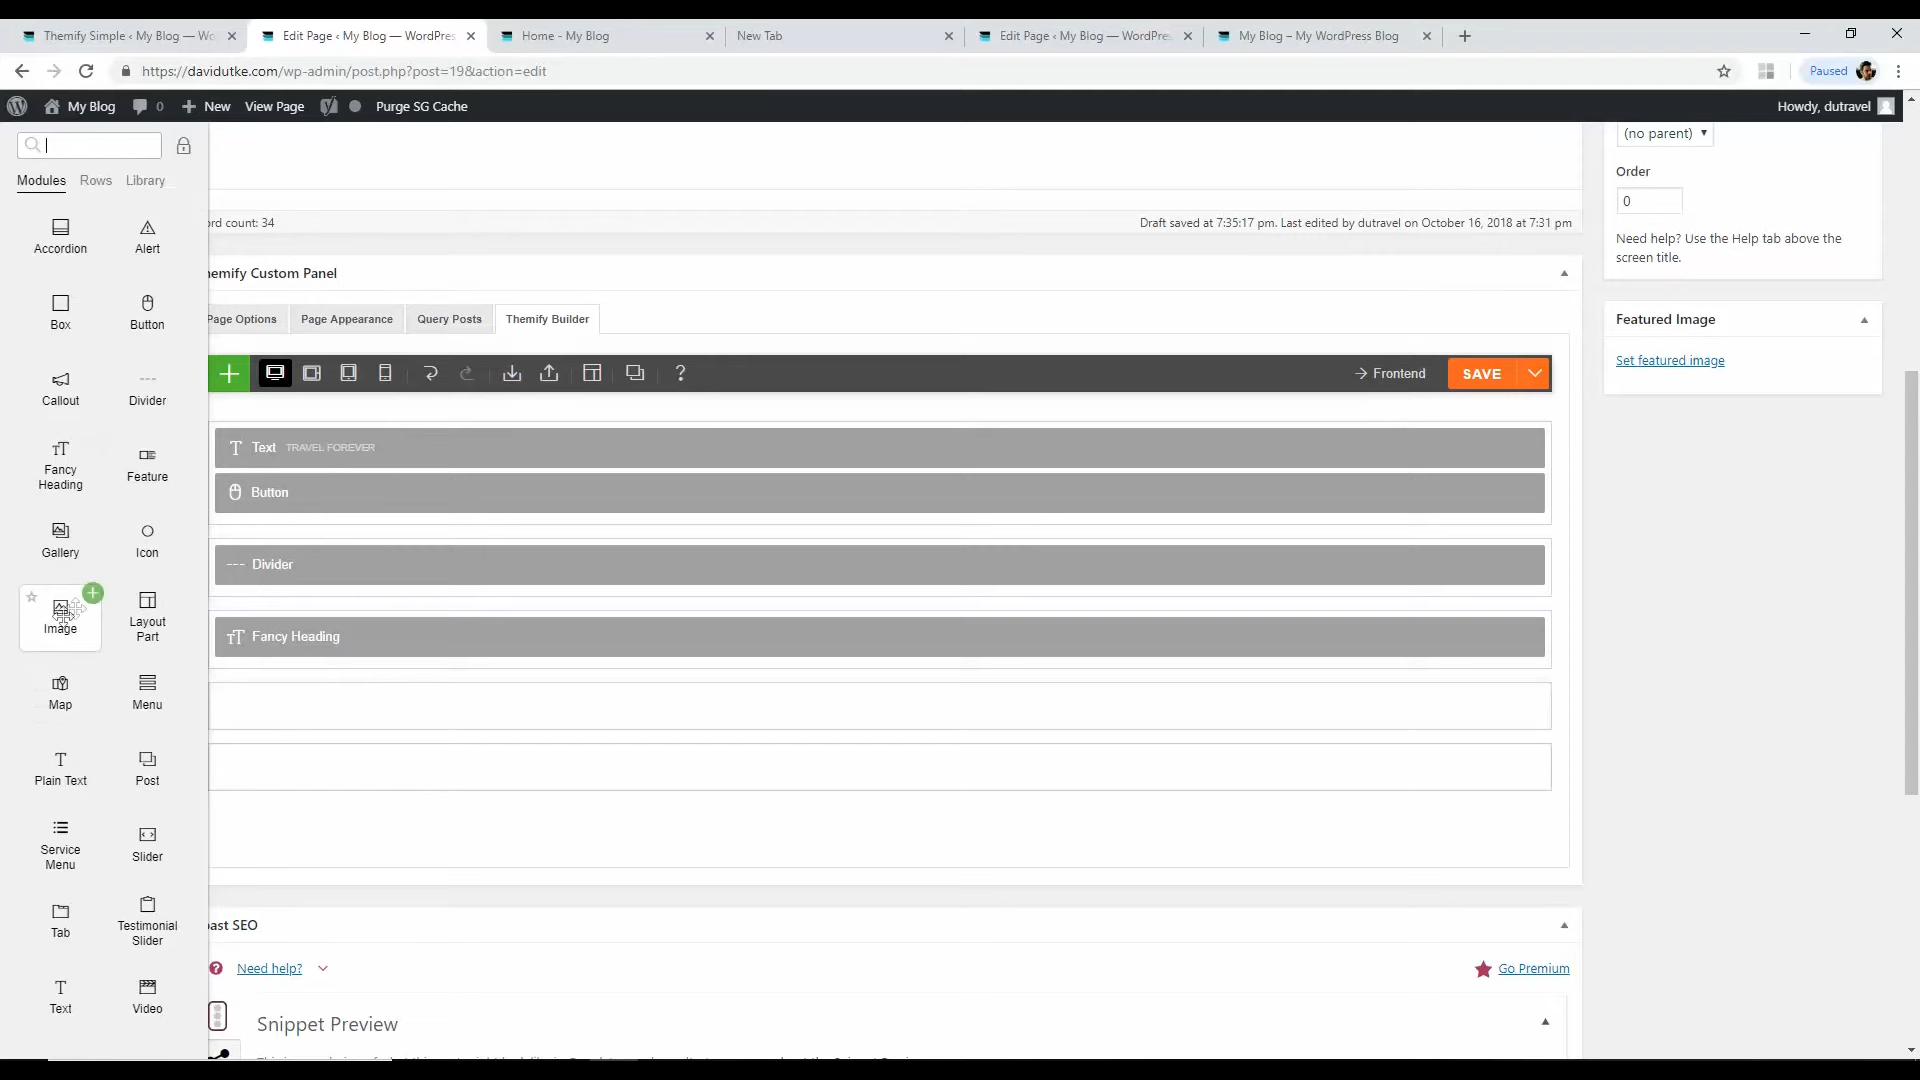 Themify Simple ‹ My Blog — Wo
Edit Page ‹ My Blog — WordPres
Home - My Blog
New Tab
Edit Page ‹ My Blog — WordPres
My Blog – My WordPress Blog
https://davidutke.com/wp-admin/post.php?post=19&action=edit
Paused
My Blog
0
New
View Page
Purge SG Cache
Howdy, dutravel
Modules
Rows
Library
Accordion
Alert
Box
Button
Callout
Divider
Fancy
Heading
Feature
Gallery
Icon
Image
Layout
Part
Map
Menu
Plain Text
Post
Service
Menu
Slider
Tab
Testimonial
Slider
Text
Video
ord count: 34
Draft saved at 7:35:17 pm. Last edited by dutravel on October 16, 2018 at 7:31 pm
hemify Custom Panel
Page Options
Page Appearance
Query Posts
Themify Builder
Frontend
SAVE
Text TRAVEL FOREVER
Button
Divider
Fancy Heading
oast SEO
Need help?
Go Premium
Snippet Preview
(no parent)
Order
0
Need help? Use the Help tab above the
screen title.
Featured Image
Set featured image